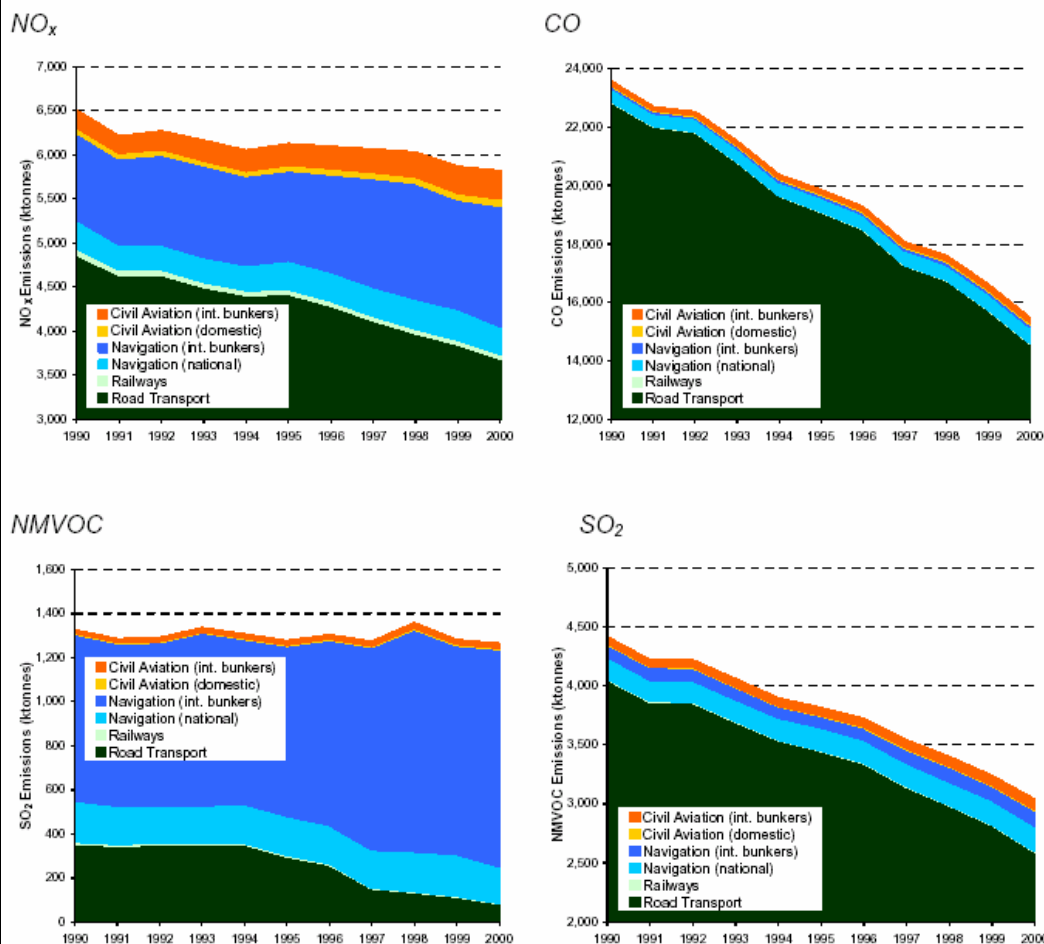 NOx
CO
7,000
6,500
6,000
5,500
5,000
4,500
4,000
3,500
3,000
NOX Emissions (ktonnes)
Civil Aviation (int. bunkers)
Civil Aviation (domestic)
Navigation (int. bunkers)
Navigation (national)
Railways
Road Transport
1990 1991 1992 1993 1994 1995 1996 1997 1998 1999 2000
24,000
22,000
20,000
18,000
16,000
14,000
12,000
CO Emissions (ktonnes)
Civil Aviation (int. bunkers)
Civil Aviation (domestic)
Navigation (int. bunkers)
Navigation (national)
Railways
Road Transport
1990 1991 1992 1993 1994 1995 1996 1997 1998 1999 2000
NMVOC
SO2
1,600
1,400
1,200
1,000
800
600
400
200
0
SO2 Emissions (ktonnes)
Civil Aviation (int. bunkers)
Civil Aviation (domestic)
Navigation (int. bunkers)
Navigation (national)
Railways
Road Transport
1990 1991 1992 1993 1994 1995 1996 1997 1998 1999 2000
5,000
4,500
4,000
3,500
3,000
2,500
2,000
NMVOC Emissions (ktonnes)
Civil Aviation (int. bunkers)
Civil Aviation (domestic)
Navigation (int. bunkers)
Navigation (national)
Railways
Road Transport
1990 1991 1992 1993 1994 1995 1996 1997 1998 1999 2000